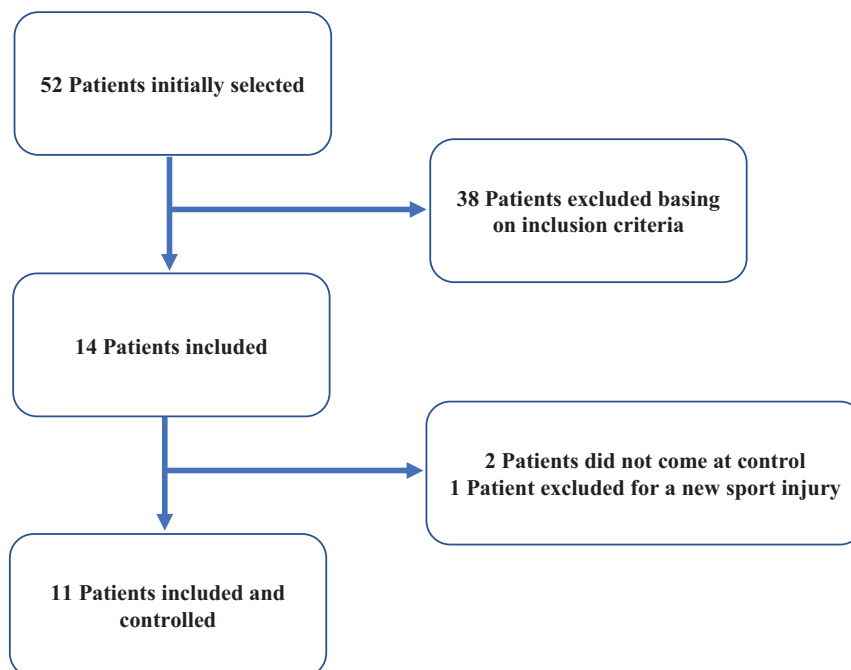 52 Patients initially selected
38 Patients excluded basing
on inclusion criteria
14 Patients included
2 Patients did not come at control
1 Patient excluded for a new sport injury
11 Patients included and
controlled